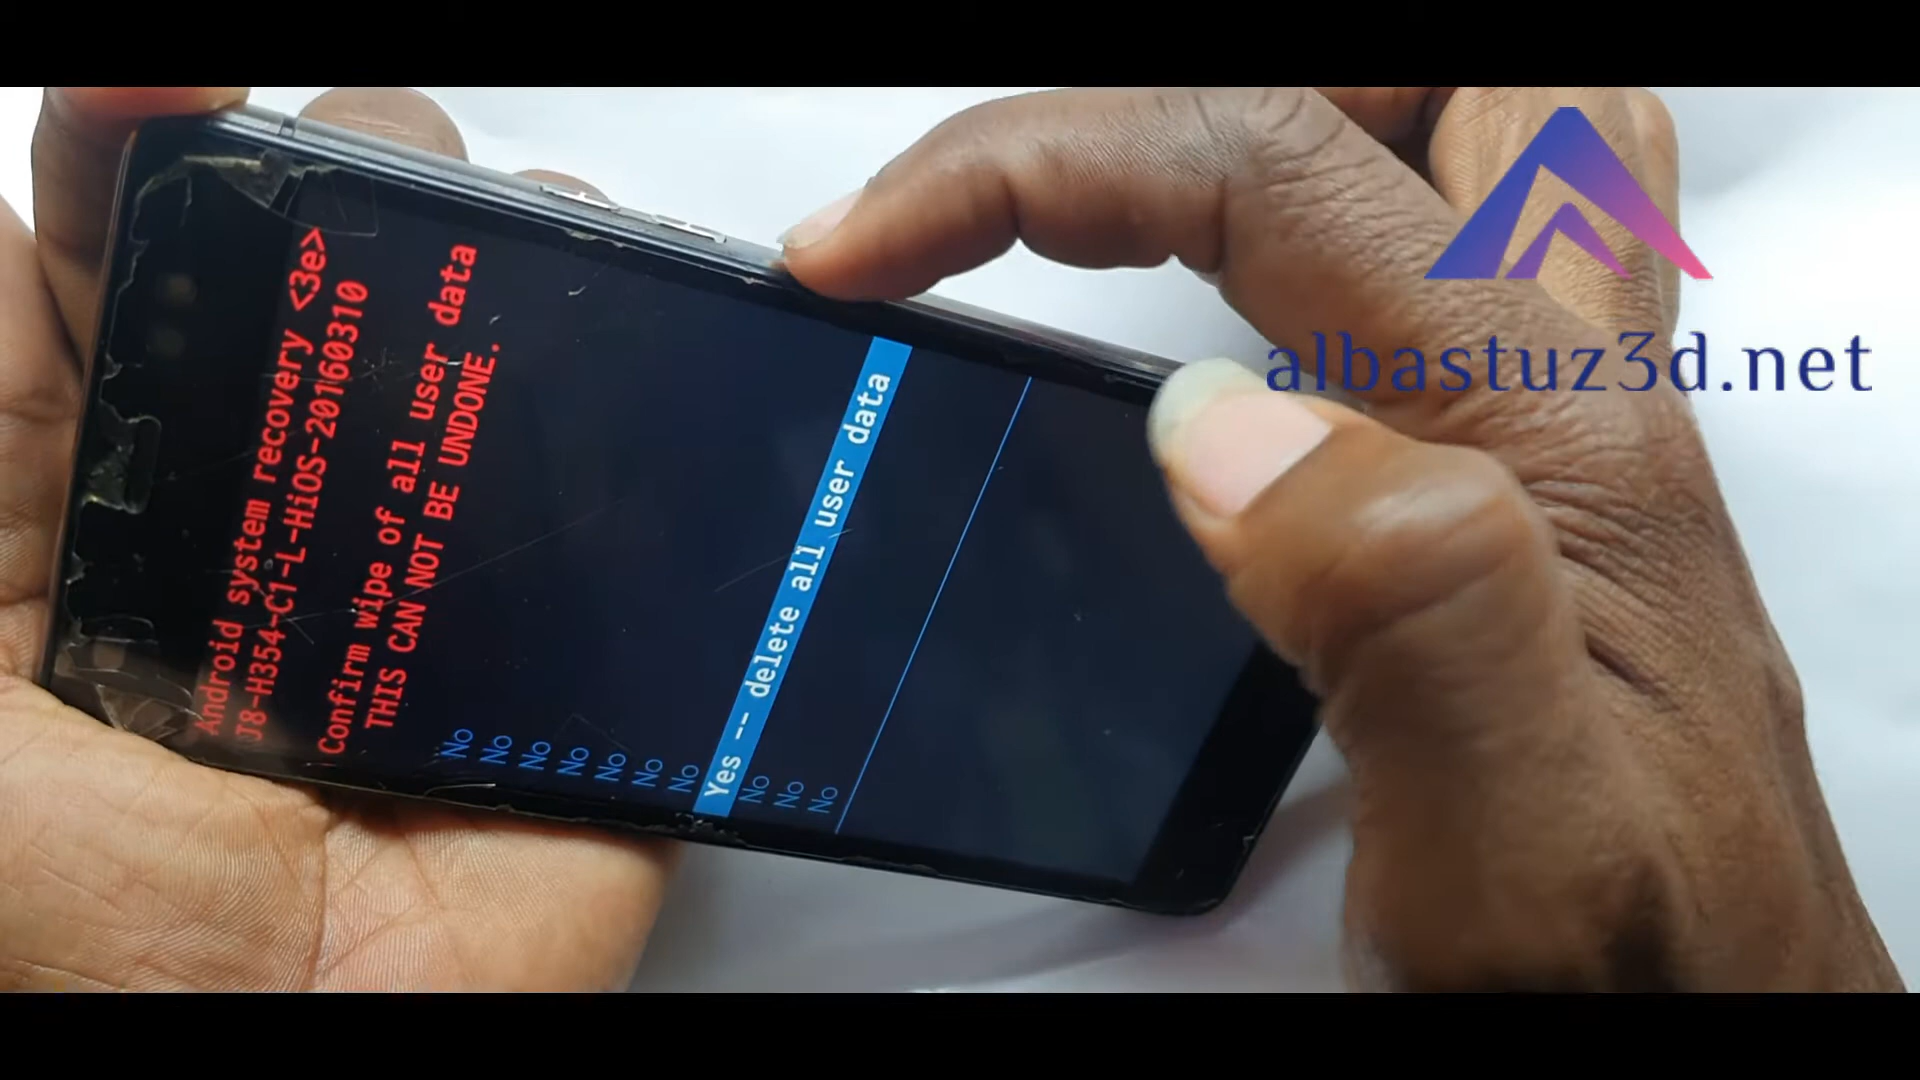 Android system recovery <3e>
J8-H354-C1-L-HiOS-20160310
Confirm wipe of all user data
THIS CAN NOT BE UNDONE.
No
No
No
No
No
No
No
Yes -- delete all user data
No
No
No
albastuz3d.net